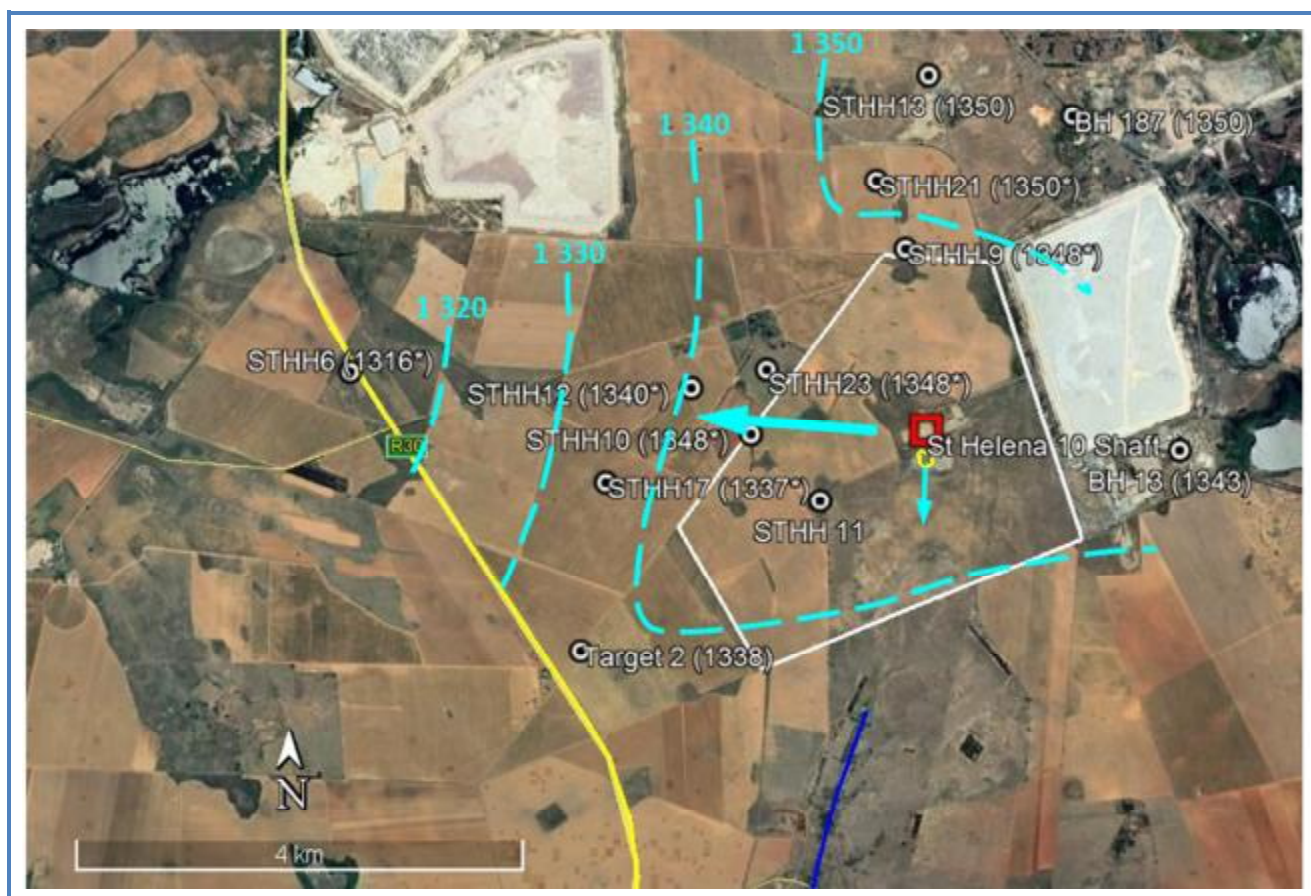 1 350
STHH13 (1350)
BH 187 (1350)
1 340
STHH21 (1350*)
1 330
STHH 9 (1348*)
1 320
STHH6 (1316*)
STHH12 (1340*)
STHH23 (1348*)
STHH10 (1348*)
R30
St Helena 10 Shaft
BH 13 (1343)
STHH17 (1337*)
STHH 11
Target 2 (1338)
N
4 km